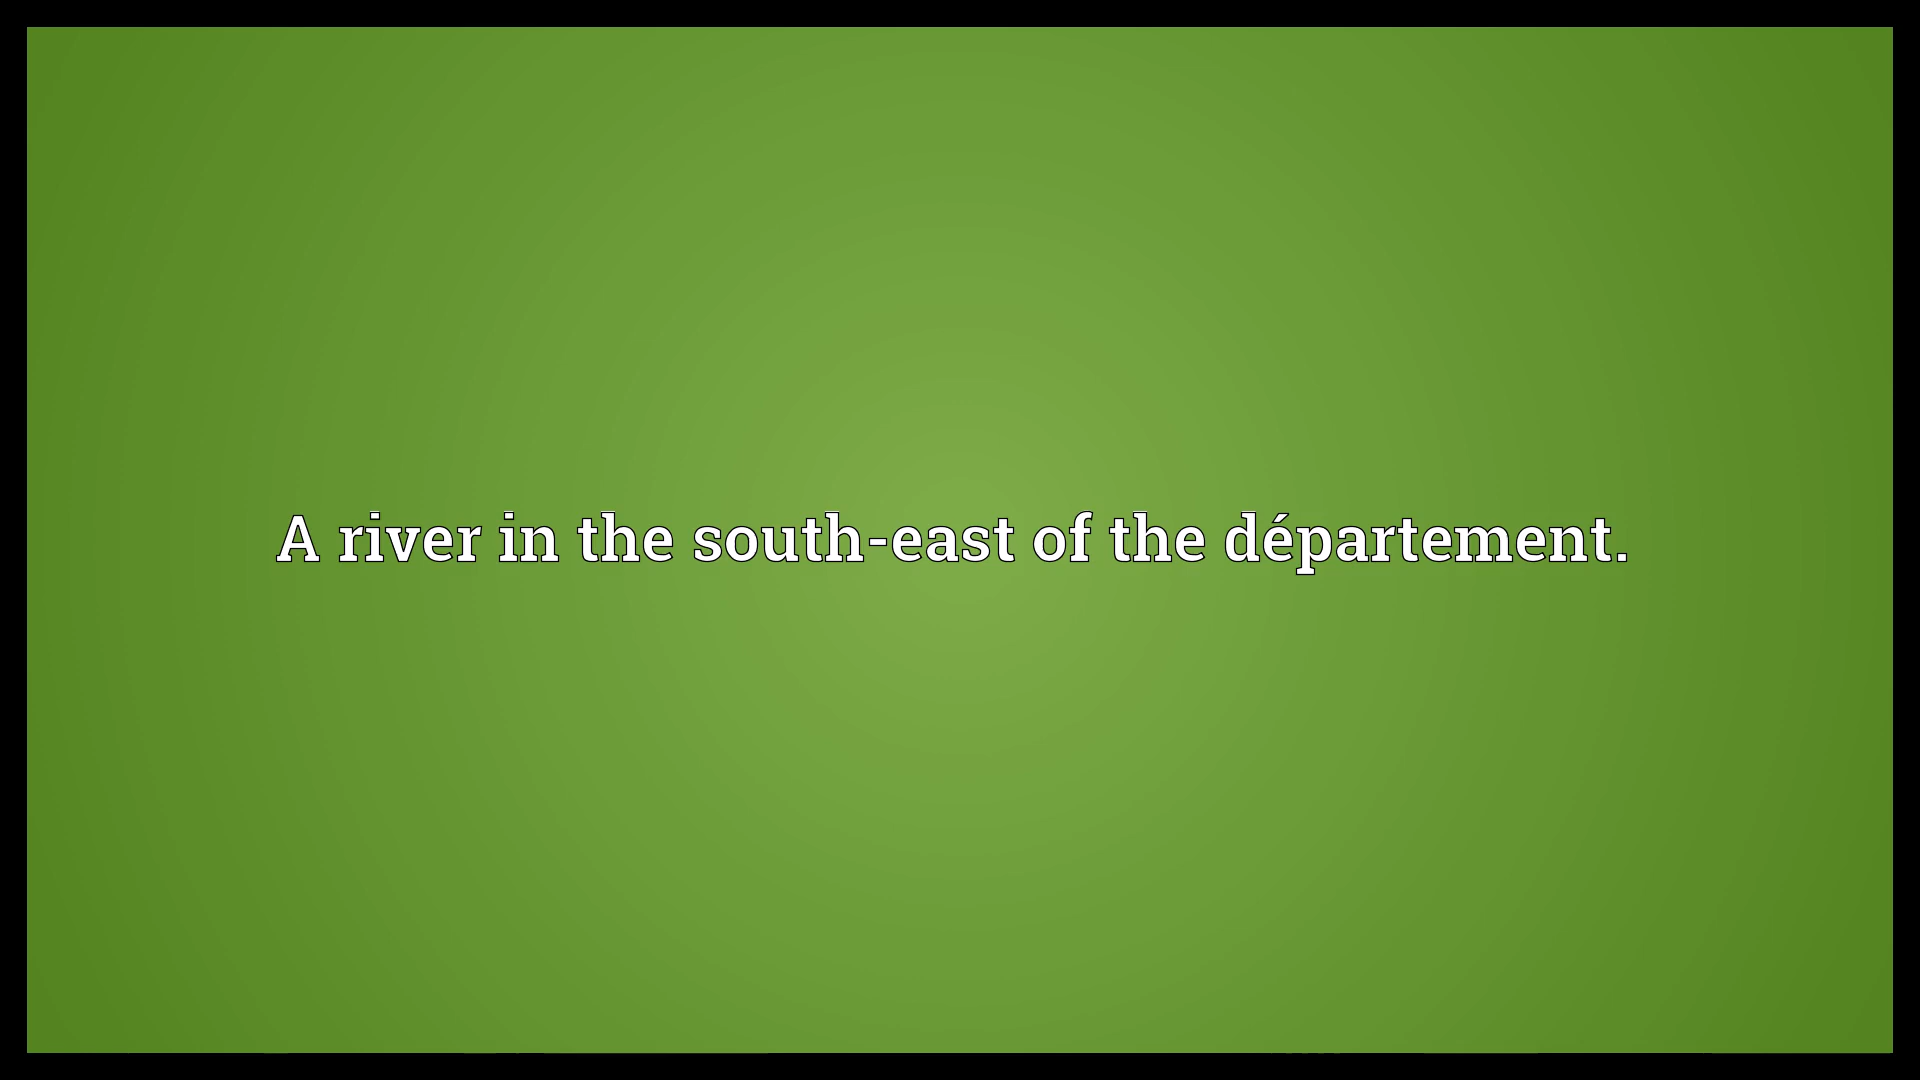 A river in the south-east of the département.